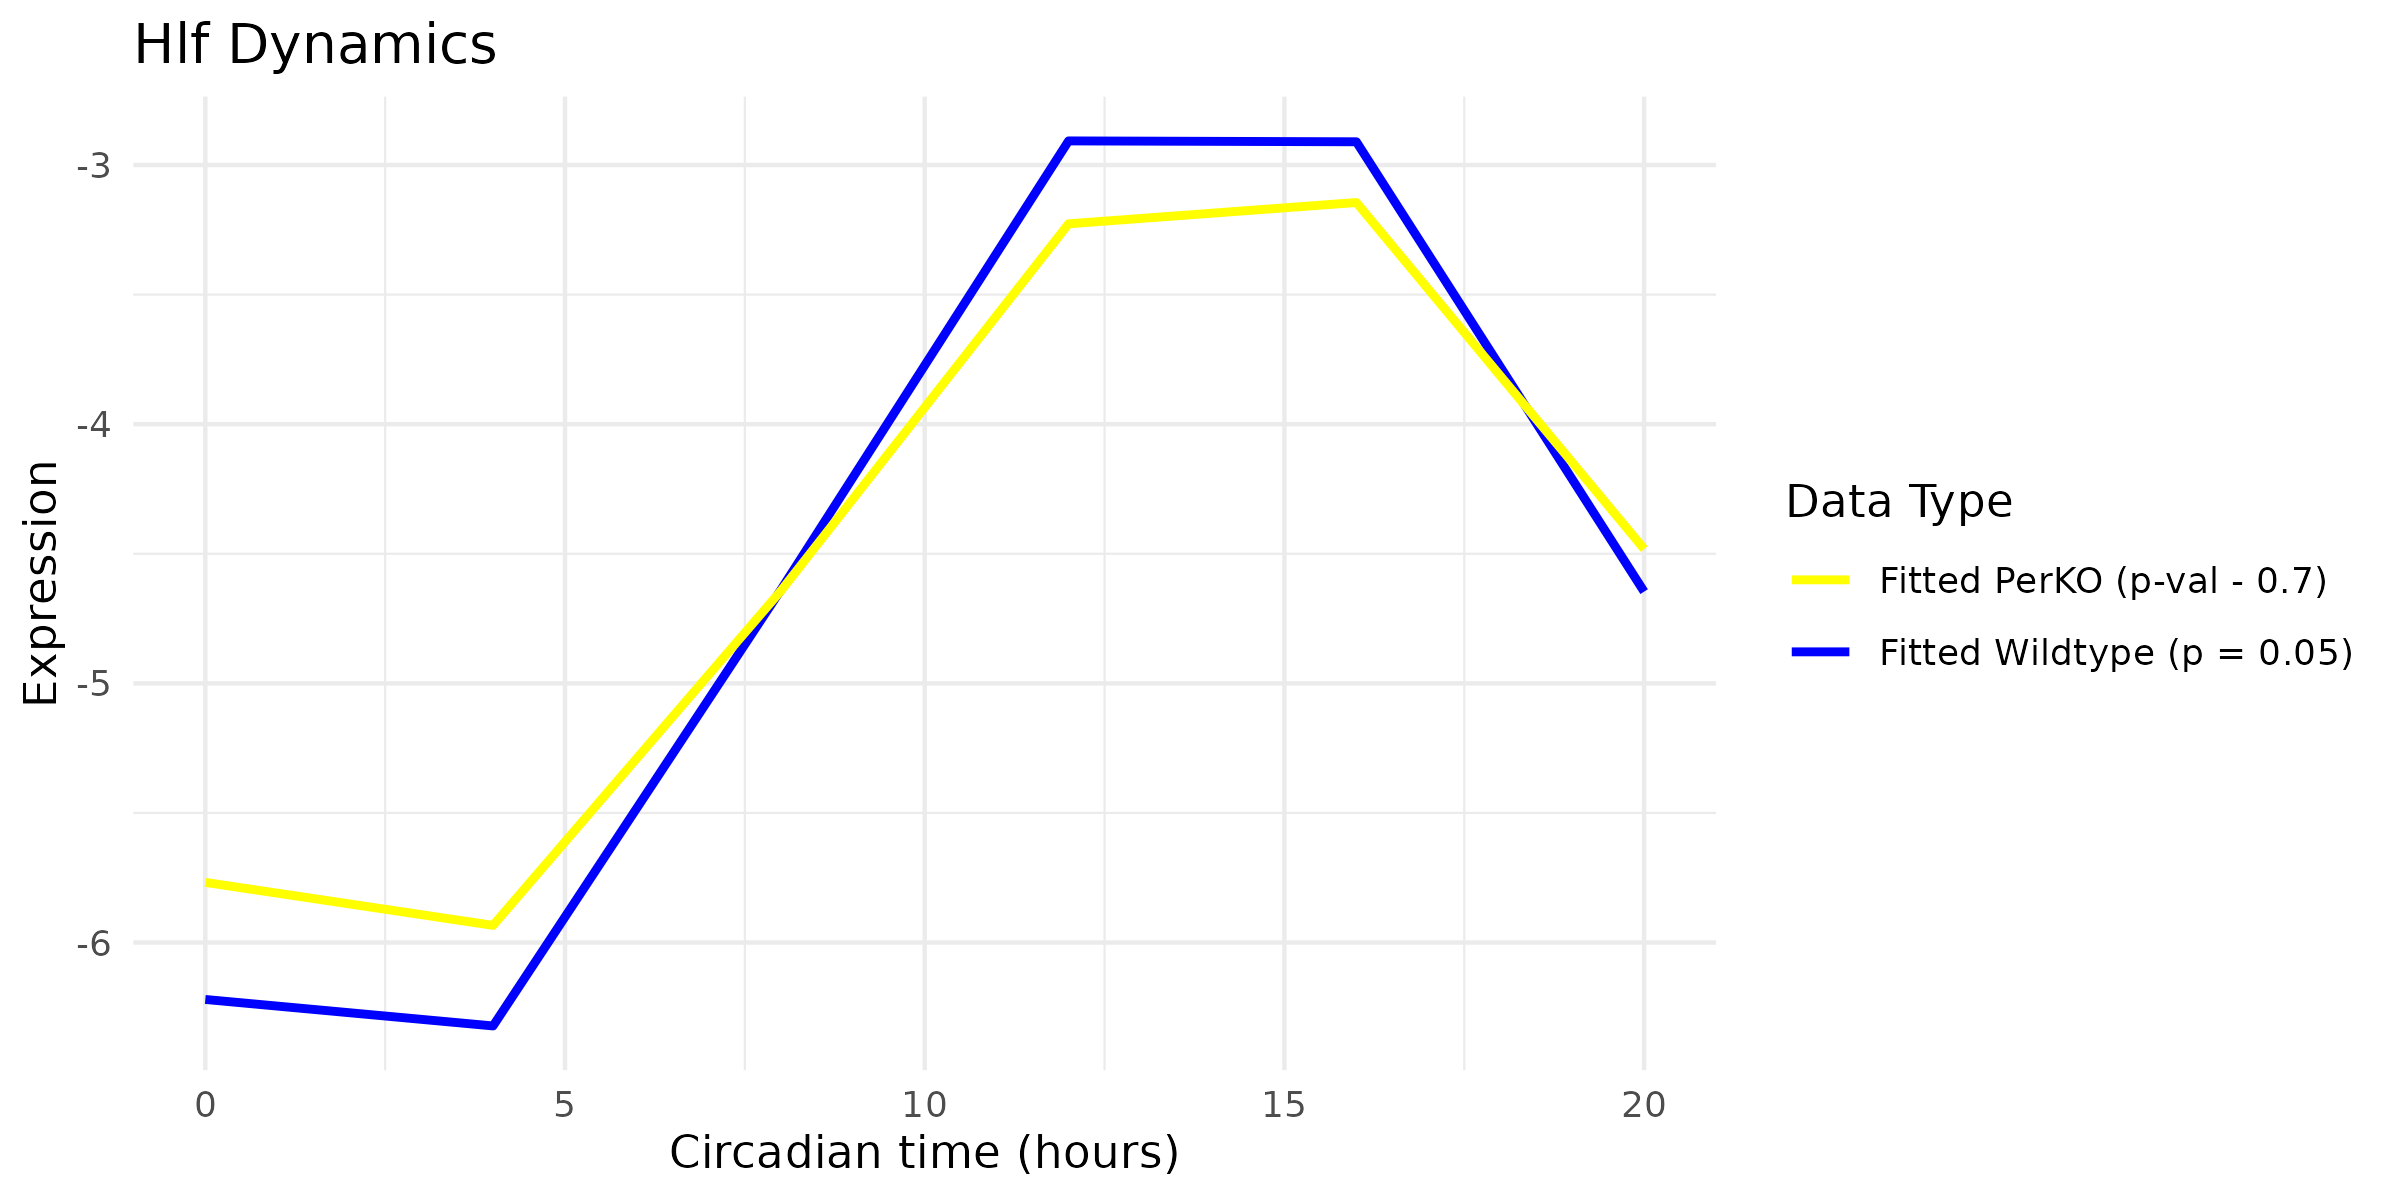 Hlf Dynamics
Expression
-3
-4
-5
-6
0 5 10 15 20
Circadian time (hours)
Data Type
Fitted PerKO (p-val - 0.7)
Fitted Wildtype (p = 0.05)